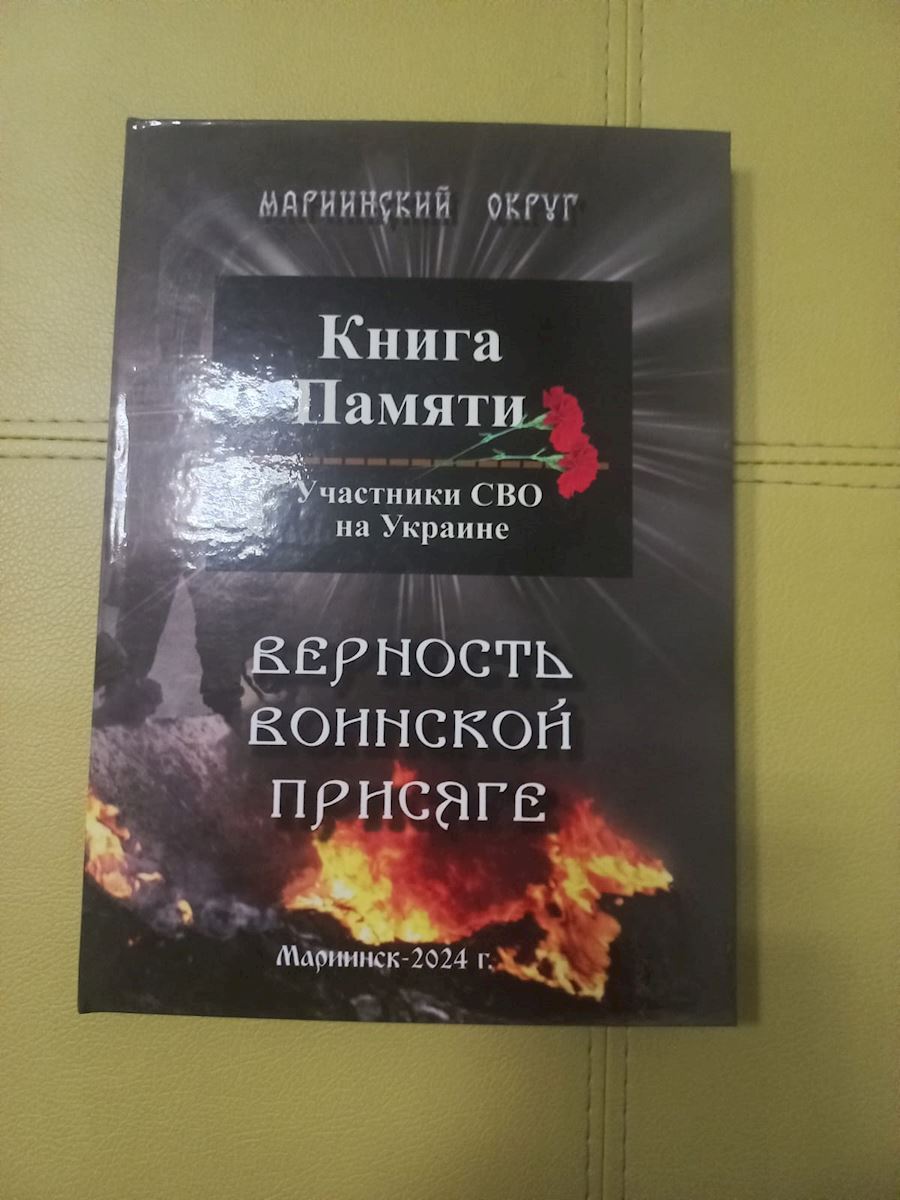 МАРИИНСКИЙ ОКРУГ
Книга
Памяти
Участники СВО
на Украине
ВЕРНОСТЬ
ВОИНСКОЙ
ПРИСЯГЕ
Мариинск-2024 г.